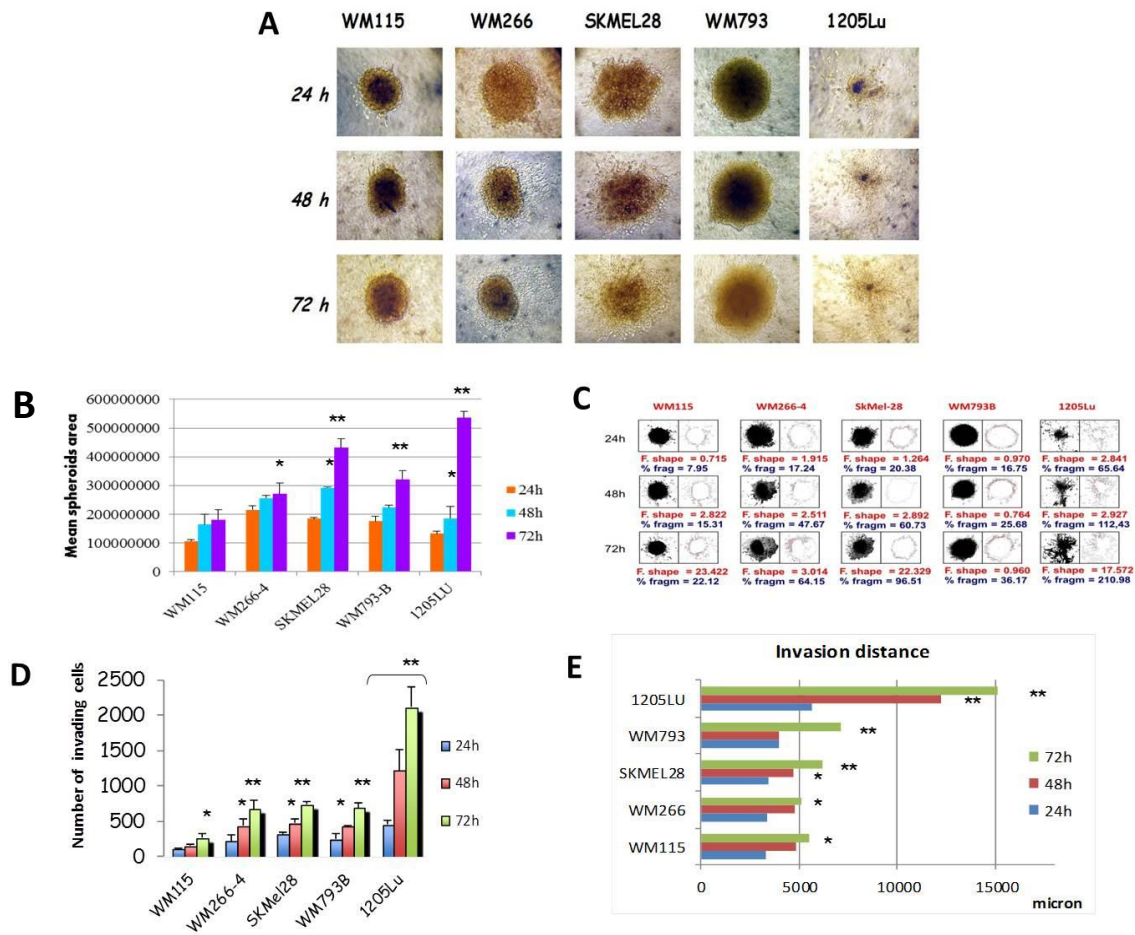 A
WM115 WM266 SKMEL28 WM793 1205Lu
24 h
48 h
72 h
B
Mean spheroids area
600000000
500000000
400000000
300000000
200000000
100000000
0
** ** ** * * *
24h
48h
72h
WM115 WM266-4 SKMEL28 WM793-B 1205LU
C
WM115 WM266-4 SkMel-28 WM793B 1205Lu
24h
F. shape = 0.715 F. shape = 1.915 F. shape = 1.264 F. shape = 0.970 F. shape = 2.841
% frag = 7.95 % frag = 17.24 % frag = 20.38 % frag = 16.75 % frag = 65.64
48h
F. shape = 2.822 F. shape = 2.511 F. shape = 2.892 F. shape = 0.764 F. shape = 2.927
% fragm = 15.31 % fragm = 47.67 % fragm = 60.73 % fragm = 25.68 % fragm = 112,43
72h
F. shape = 23.422 F. shape = 3.014 F. shape = 22.329 F. shape = 0.960 F. shape = 17.572
% fragm = 22.12 % fragm = 64.15 % fragm = 96.51 % fragm = 36.17 % fragm = 210.98
D
Number of invading cells
2500
2000
1500
1000
500
0
* * ** * ** * ** **
24h
48h
72h
WM115 WM266-4 SKMel28 WM793B 1205Lu
E
Invasion distance
1205LU ** **
WM793 **
SKMEL28 ** *
WM266 *
WM115 *
72h
48h
24h
0 5000 10000 15000
micron